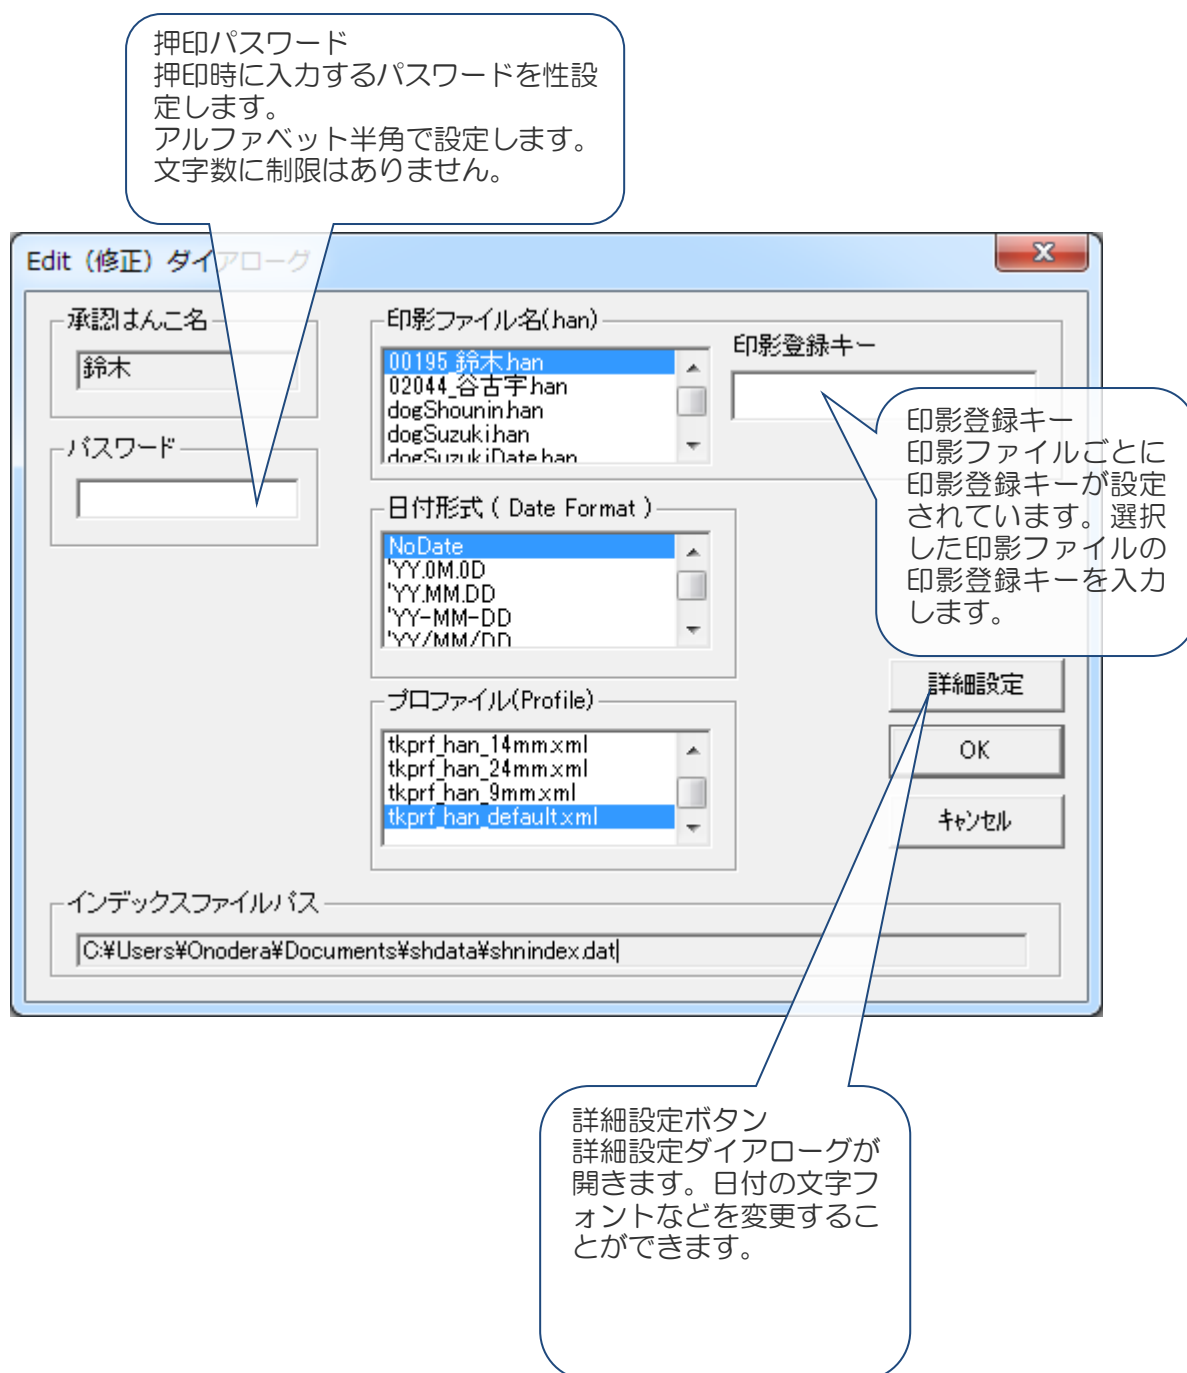 押印パスワード
押印時に入力するパスワードを性設
定します。
アルファベット半角で設定します。
文字数に制限はありません。
Edit（修正）ダイアローグ
承認はんこ名
鈴木
パスワード
印影ファイル名(han)
00195_鈴木.han
02044_谷古宇.han
dogShounin.han
dogSuzuki.han
dogSuzukiDate.han
印影登録キー
印影登録キー
印影ファイルごとに
印影登録キーが設定
されています。選択
した印影ファイルの
印影登録キーを入力
します。
日付形式 ( Date Format )
NoDate
'YY.0M.0D
'YY.MM.DD
'YY-MM-DD
'YY/MM/DD
プロファイル(Profile)
tkprf_han_14mm.xml
tkprf_han_24mm.xml
tkprf_han_9mm.xml
tkprf_han_default.xml
詳細設定
OK
キャンセル
インデックスファイルパス
C:¥Users¥Onodera¥Documents¥shdata¥shnindex.dat
詳細設定ボタン
詳細設定ダイアローグが
開きます。日付の文字フ
ォントなどを変更するこ
とができます。